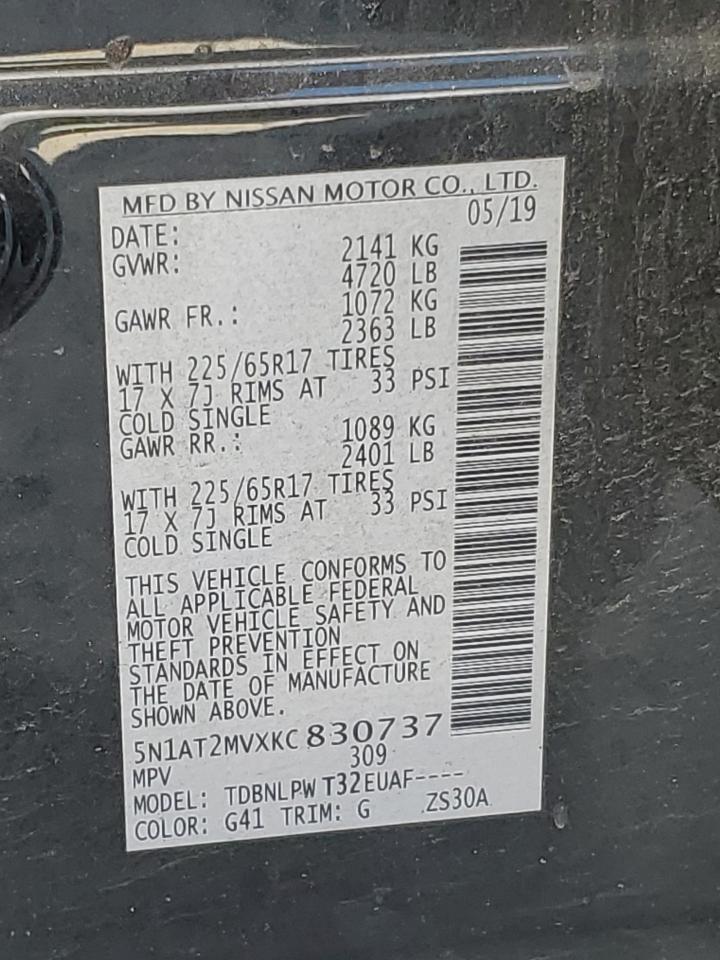 MFD BY NISSAN MOTOR CO., LTD.
DATE: 05/19
GVWR: 2141 KG
4720 LB
GAWR FR.: 1072 KG
2363 LB
WITH 225/65R17 TIRES
17 X 7J RIMS AT 33 PSI
COLD SINGLE
GAWR RR.: 1089 KG
2401 LB
WITH 225/65R17 TIRES
17 X 7J RIMS AT 33 PSI
COLD SINGLE
THIS VEHICLE CONFORMS TO
ALL APPLICABLE FEDERAL
MOTOR VEHICLE SAFETY AND
THEFT PREVENTION
STANDARDS IN EFFECT ON
THE DATE OF MANUFACTURE
SHOWN ABOVE.
5N1AT2MVXKC830737
MPV 309
MODEL: TDBNLPW T32EUAF----
COLOR: G41 TRIM: G ZS30A